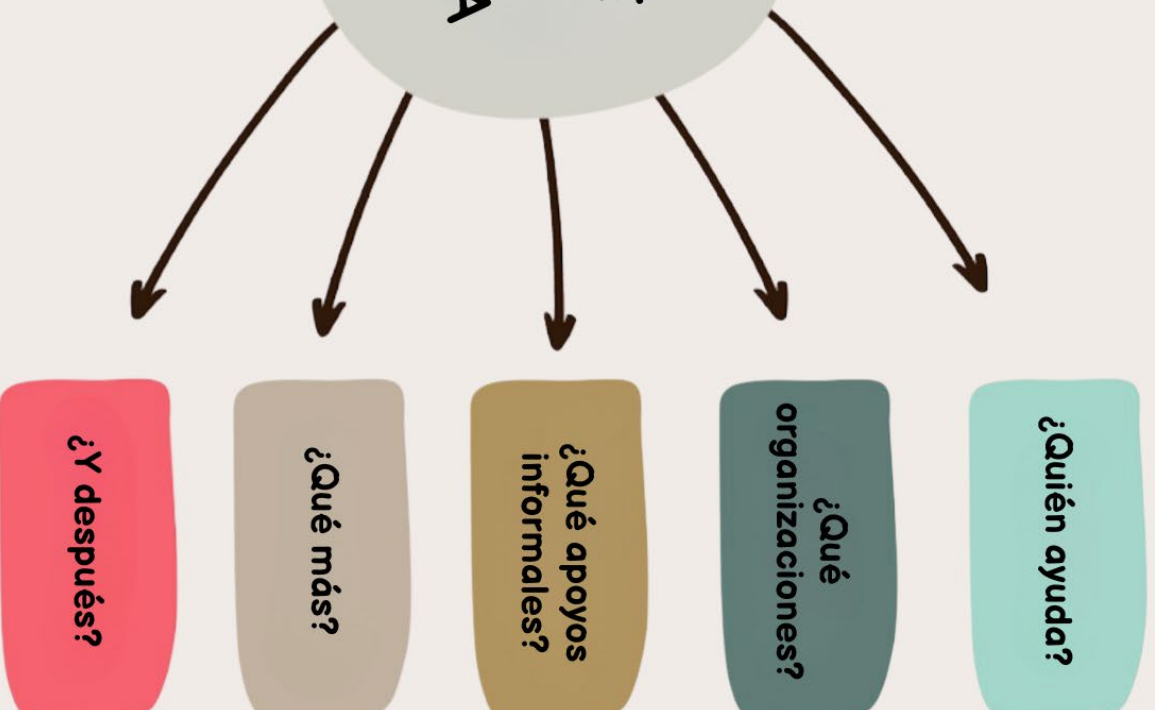 ¿Quién ayuda?
¿Qué
organizaciones?
¿Qué apoyos
informales?
¿Qué más?
¿Y después?